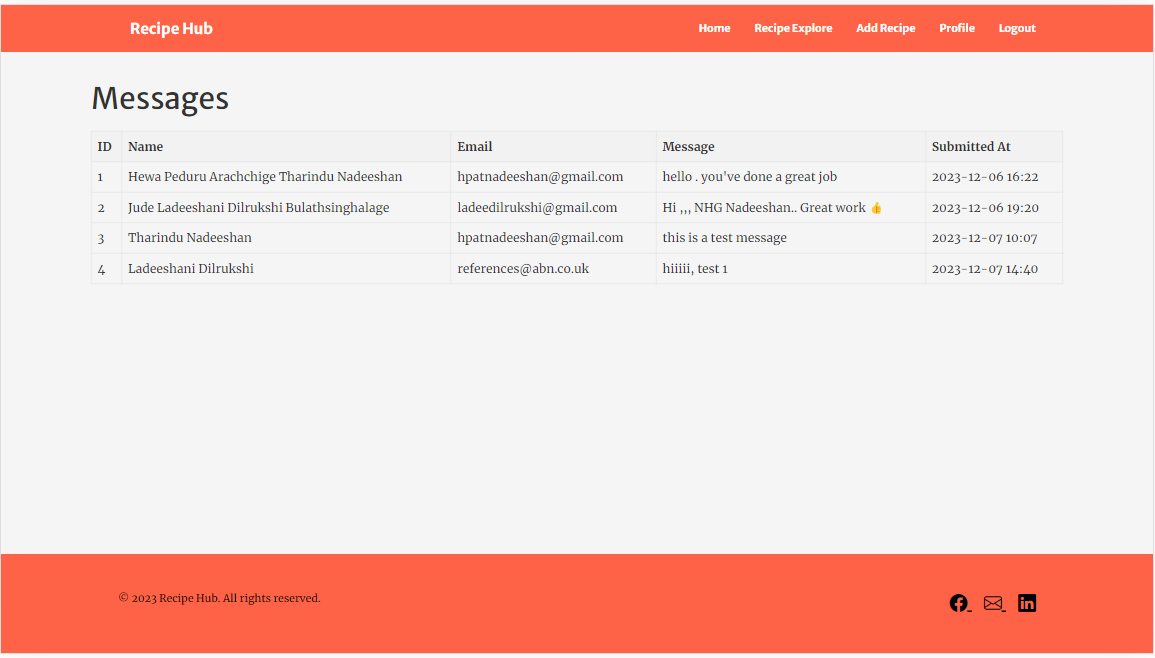 Recipe Hub Home Recipe Explore Add Recipe Profile Logout
Messages
ID Name Email Message Submitted At
1 Hewa Peduru Arachchige Tharindu Nadeeshan hpatnadeeshan@gmail.com hello . you've done a great job 2023-12-06 16:22
2 Jude Ladeeshani Dilrukshi Bulathsinghalage ladeedilrukshi@gmail.com Hi ,,, NHG Nadeeshan.. Great work 👍 2023-12-06 19:20
3 Tharindu Nadeeshan hpatnadeeshan@gmail.com this is a test message 2023-12-07 10:07
4 Ladeeshani Dilrukshi references@abn.co.uk hiiiii, test 1 2023-12-07 14:40
© 2023 Recipe Hub. All rights reserved.